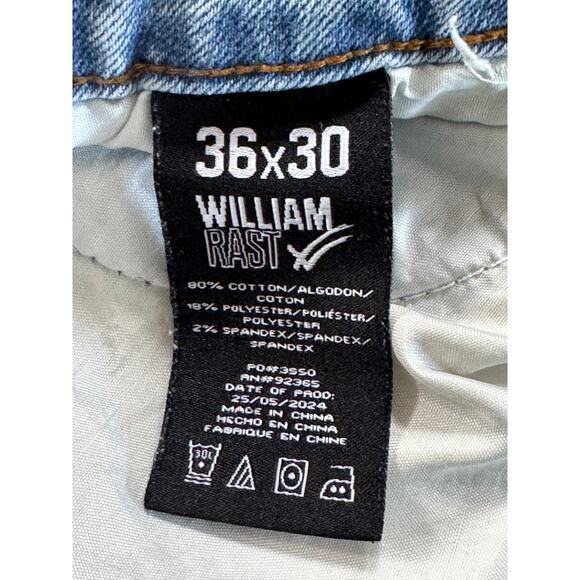 36x30
WILLIAM
RAST
80% COTTON/ALGODON/
COTON
18% POLYESTER/POLIÉSTER/
POLYESTER
2% SPANDEX/SPANDEX/
SPANDEX
PO#3550
RN#92365
DATE OF PROD:
25/05/2024
MADE IN CHINA
HECHO EN CHINA
FABRIQUE EN CHINE
30C